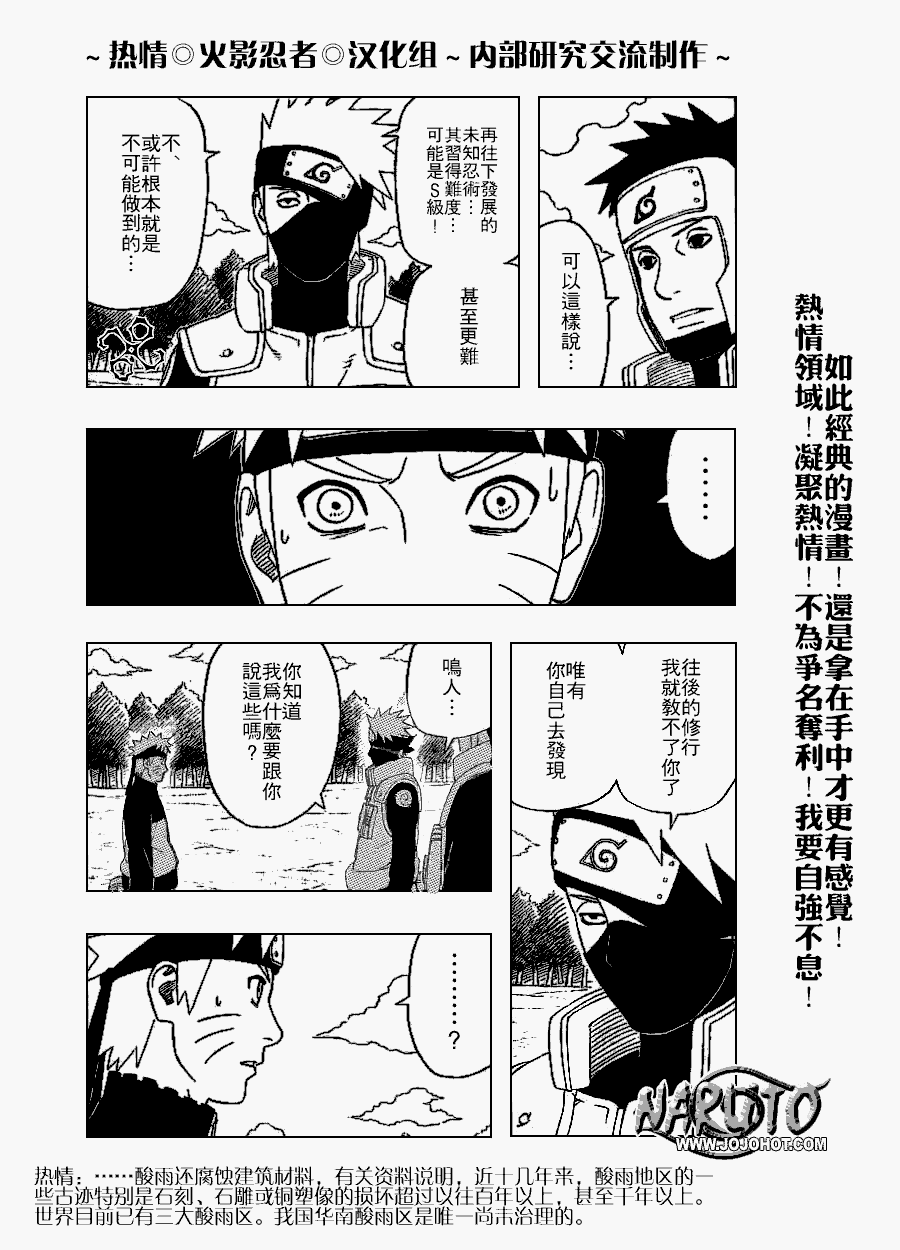 ~ 热情◎火影忍者◎汉化组 ~ 内部研究交流制作 ~
可以這樣說…
再往下發展的
未知忍術…
其習得難度…
可能是S級！
甚至更難
不、
或許根本就是
不可能做到的…
……
往後的修行
我就教不了你了
唯有
你自己去發現
鳴人…
你知道
我爲什麼要跟你
說這些嗎？
………？
如此經典的漫畫！還是拿在手中才更有感覺！
熱情領域！凝聚熱情！不為爭名奪利！我要自強不息！
NARUTO
WWW.JOJOHOT.COM
热情：……酸雨还腐蚀建筑材料，有关资料说明，近十几年来，酸雨地区的一
些古迹特别是石刻、石雕或铜塑像的损坏超过以往百年以上，甚至千年以上。
世界目前已有三大酸雨区。我国华南酸雨区是唯一尚未治理的。